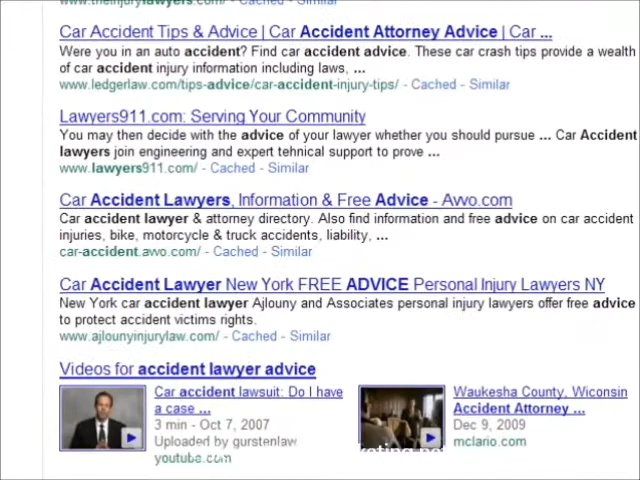 www.theinjurylawyers.com/ - Cached - Similar
Car Accident Tips & Advice | Car Accident Attorney Advice | Car ...
Were you in an auto accident? Find car accident advice. These car crash tips provide a wealth
of car accident injury information including laws, ...
www.ledgerlaw.com/tips-advice/car-accident-injury-tips/ - Cached - Similar
Lawyers911.com: Serving Your Community
You may then decide with the advice of your lawyer whether you should pursue ... Car Accident
lawyers join engineering and expert tehnical support to prove ...
www.lawyers911.com/ - Cached - Similar
Car Accident Lawyers, Information & Free Advice - Avvo.com
Car accident lawyer & attorney directory. Also find information and free advice on car accident
injuries, bike, motorcycle & truck accidents, liability, ...
car-accident.avvo.com/ - Cached - Similar
Car Accident Lawyer New York FREE ADVICE Personal Injury Lawyers NY
New York car accident lawyer Ajlouny and Associates personal injury lawyers offer free advice
to protect accident victims rights.
www.ajlounyinjurylaw.com/ - Cached - Similar
Videos for accident lawyer advice
Car accident lawsuit: Do I have
a case ...
3 min - Oct 7, 2007
Uploaded by gurstenlaw
youtube.com
Waukesha County, Wiconsin
Accident Attorney ...
Dec 9, 2009
mclario.com